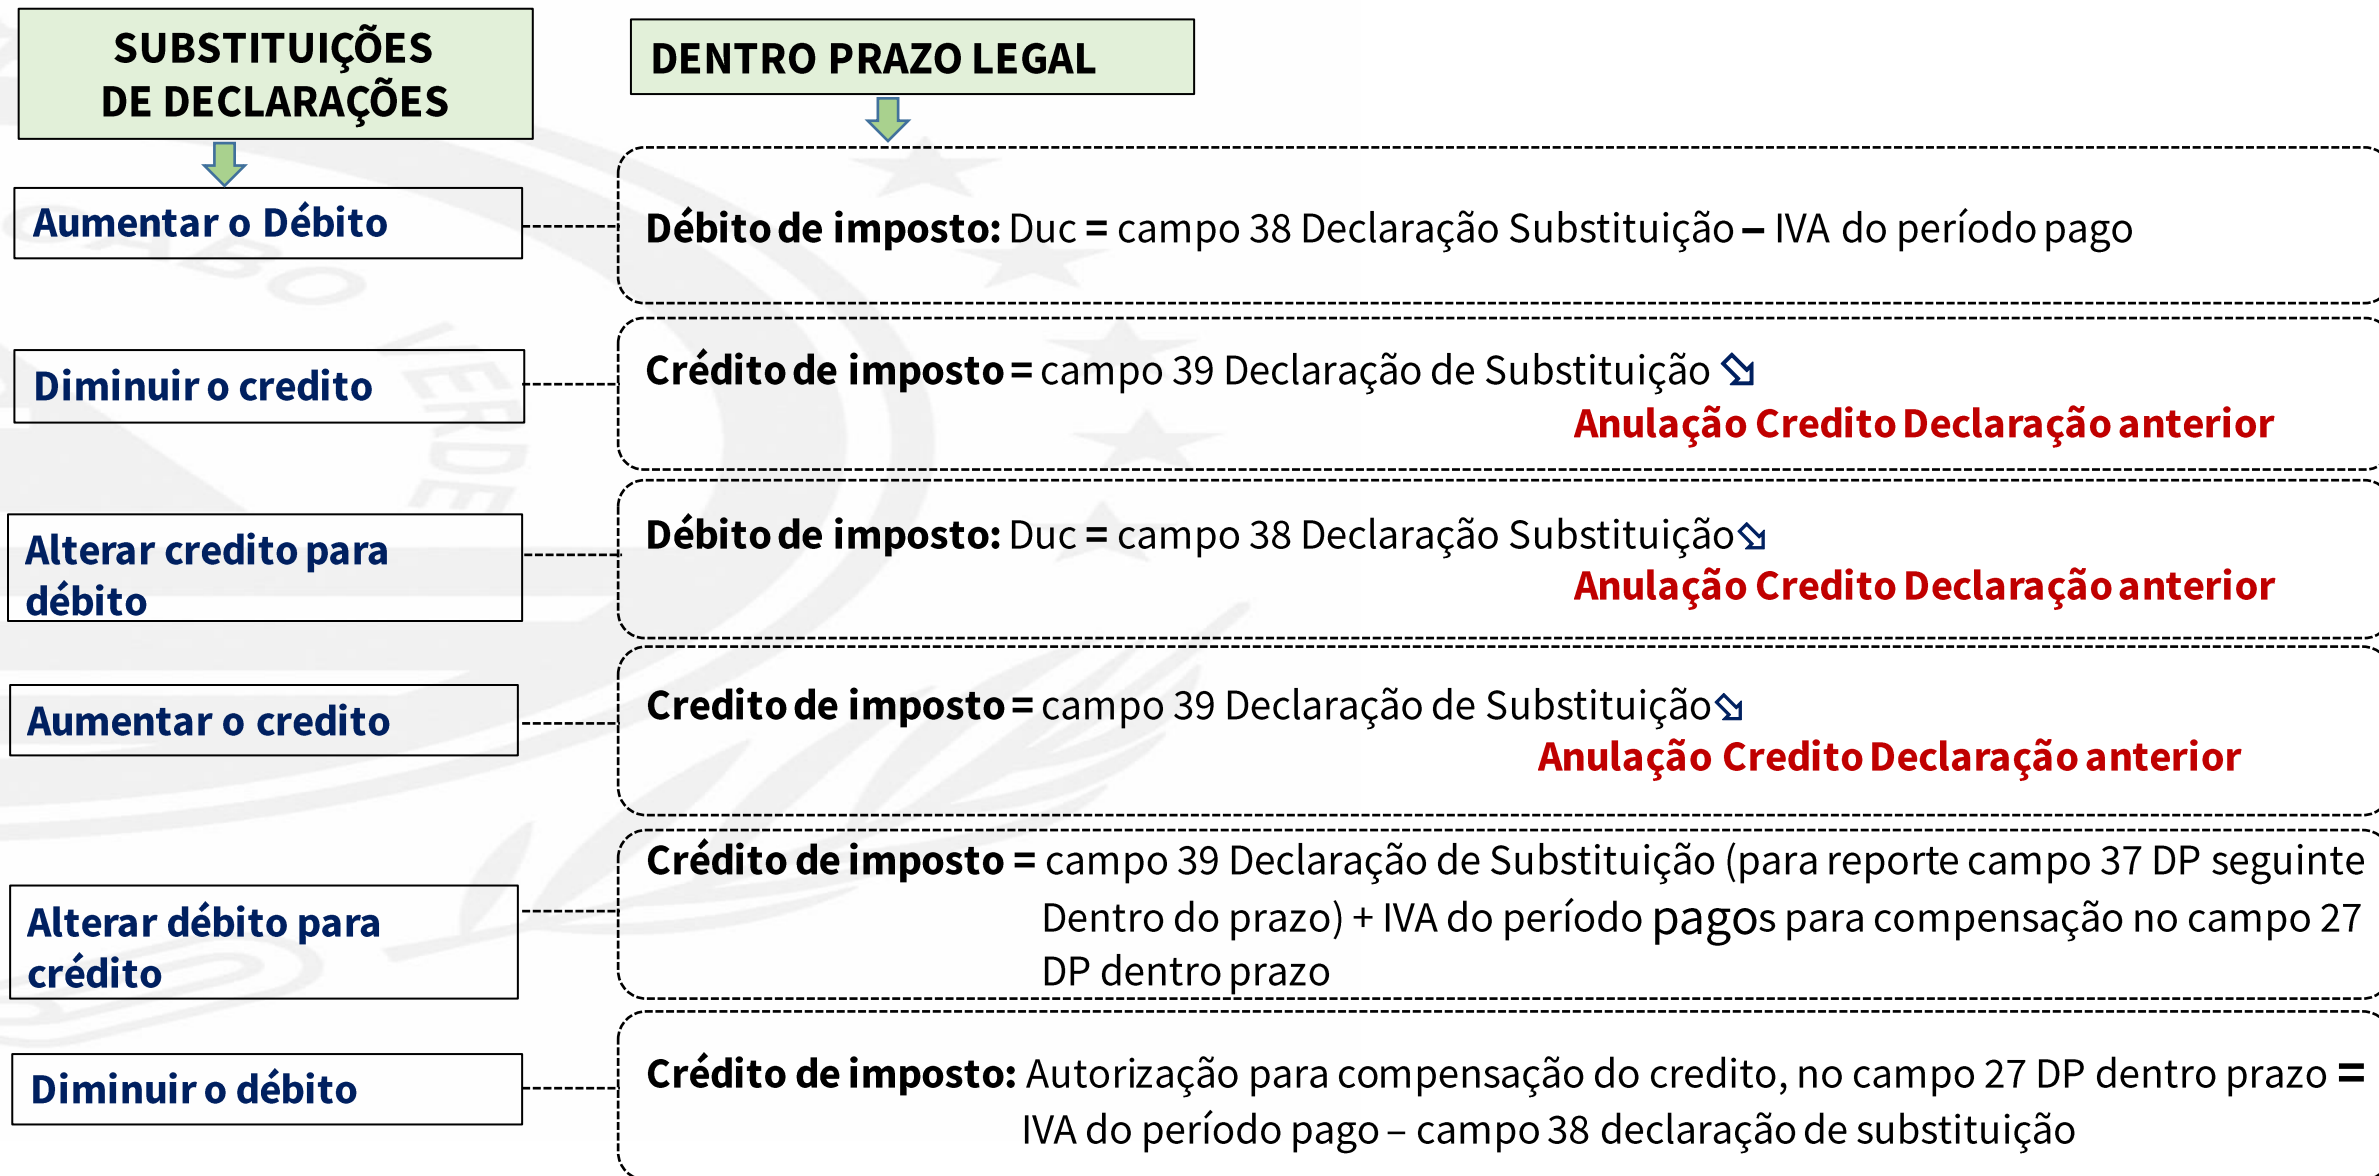 SUBSTITUIÇÕES
DE DECLARAÇÕES
DENTRO PRAZO LEGAL
Aumentar o Débito
Débito de imposto: Duc = campo 38 Declaração Substituição – IVA do período pago
Diminuir o credito
Crédito de imposto = campo 39 Declaração de Substituição
Anulação Credito Declaração anterior
Alterar credito para
débito
Débito de imposto: Duc = campo 38 Declaração Substituição
Anulação Credito Declaração anterior
Aumentar o credito
Credito de imposto = campo 39 Declaração de Substituição
Anulação Credito Declaração anterior
Alterar débito para
crédito
Crédito de imposto = campo 39 Declaração de Substituição (para reporte campo 37 DP seguinte
Dentro do prazo) + IVA do período pagos para compensação no campo 27
DP dentro prazo
Diminuir o débito
Crédito de imposto: Autorização para compensação do credito, no campo 27 DP dentro prazo =
IVA do período pago – campo 38 declaração de substituição
CABO VERDE